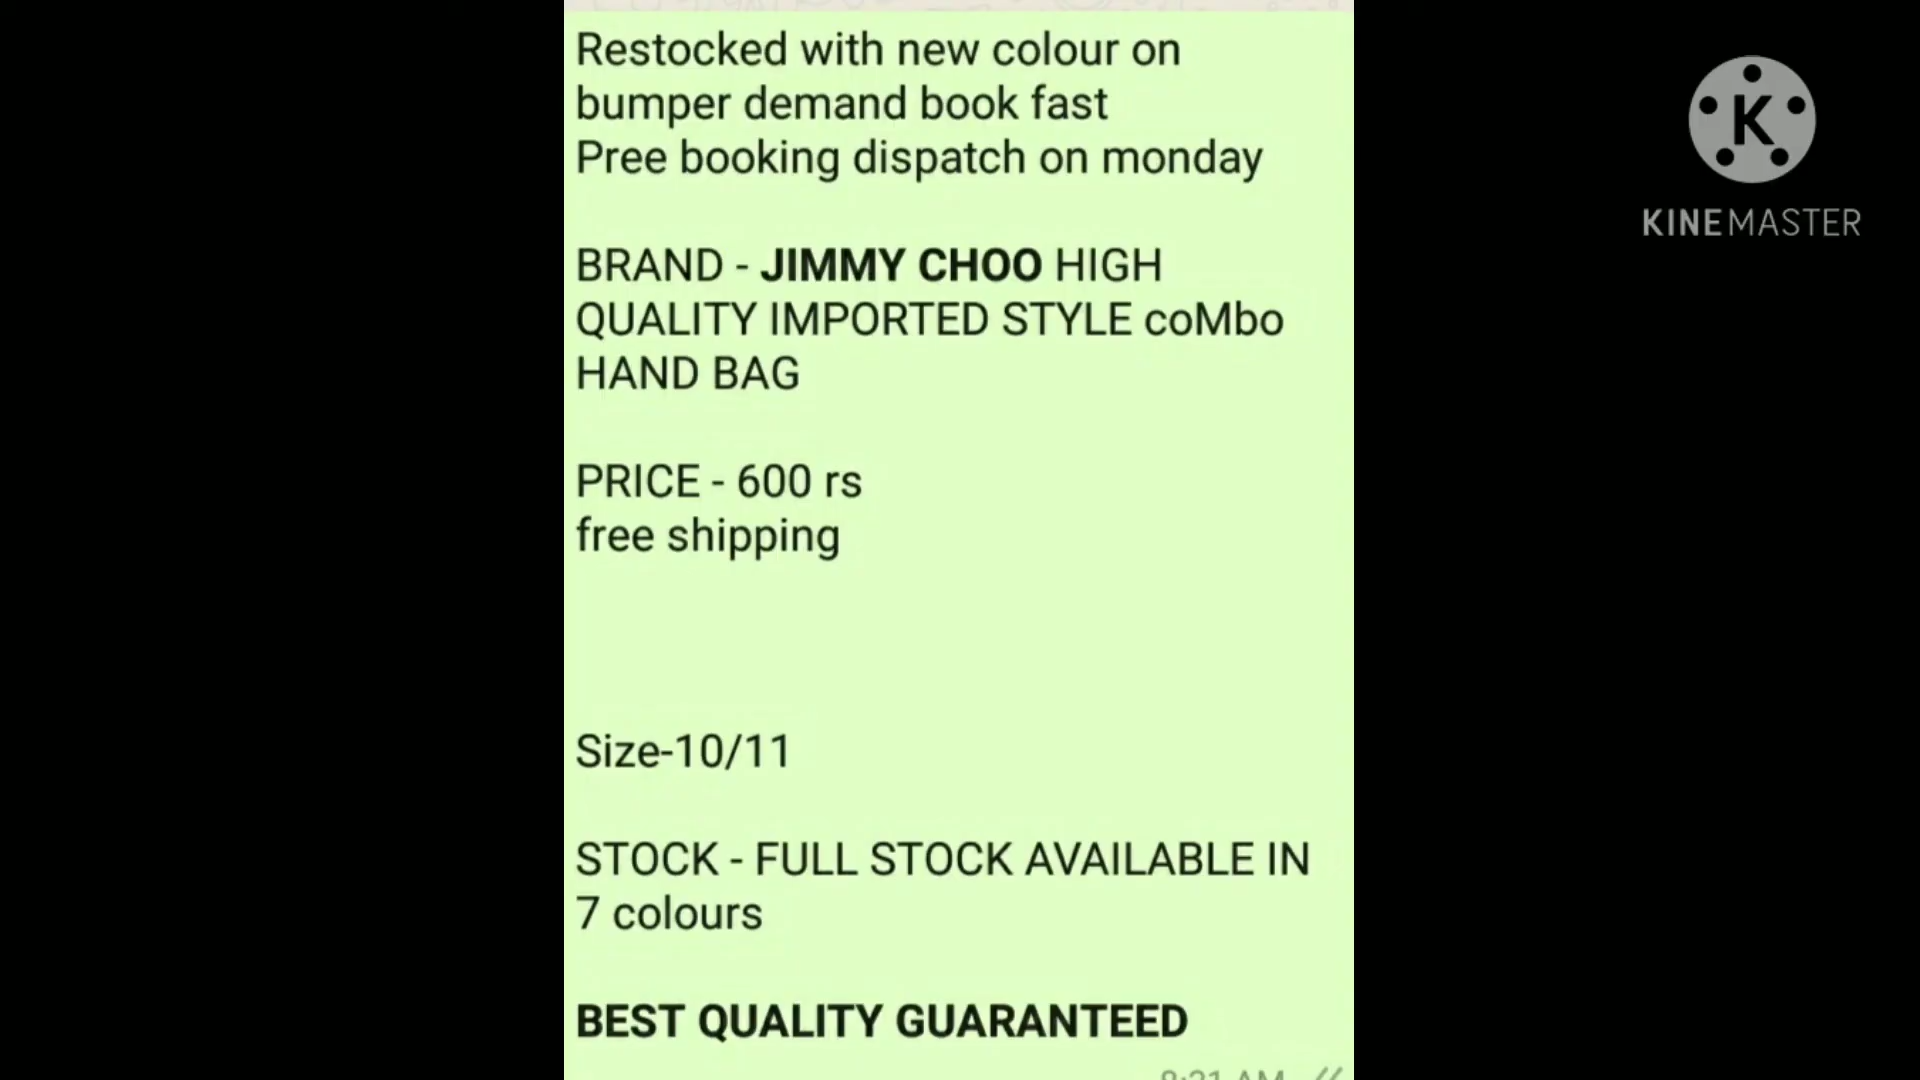 Restocked with new colour on
bumper demand book fast
Pree booking dispatch on monday
BRAND - JIMMY CHOO HIGH
QUALITY IMPORTED STYLE coMbo
HAND BAG
PRICE - 600 rs
free shipping
Size-10/11
STOCK - FULL STOCK AVAILABLE IN
7 colours
BEST QUALITY GUARANTEED
K
KINEMASTER